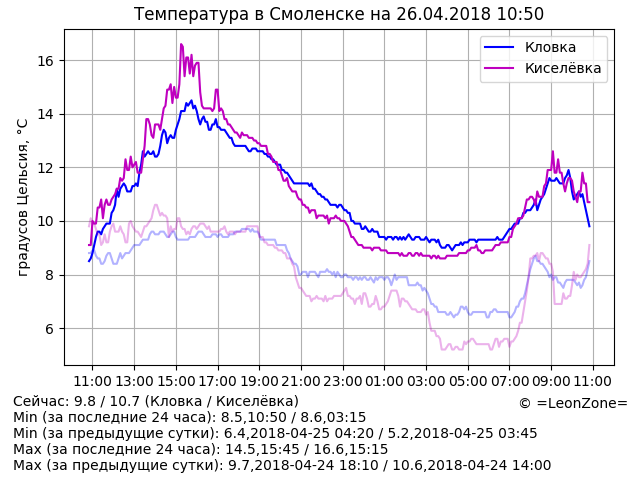 Температура в Смоленске на 26.04.2018 10:50
Кловка
Киселёвка
градусов Цельсия, °C
16
14
12
10
8
6
11:00 13:00 15:00 17:00 19:00 21:00 23:00 01:00 03:00 05:00 07:00 09:00 11:00
Сейчас: 9.8 / 10.7 (Кловка / Киселёвка)
© =LeonZone=
Min (за последние 24 часа): 8.5,10:50 / 8.6,03:15
Min (за предыдущие сутки): 6.4,2018-04-25 04:20 / 5.2,2018-04-25 03:45
Max (за последние 24 часа): 14.5,15:45 / 16.6,15:15
Max (за предыдущие сутки): 9.7,2018-04-24 18:10 / 10.6,2018-04-24 14:00